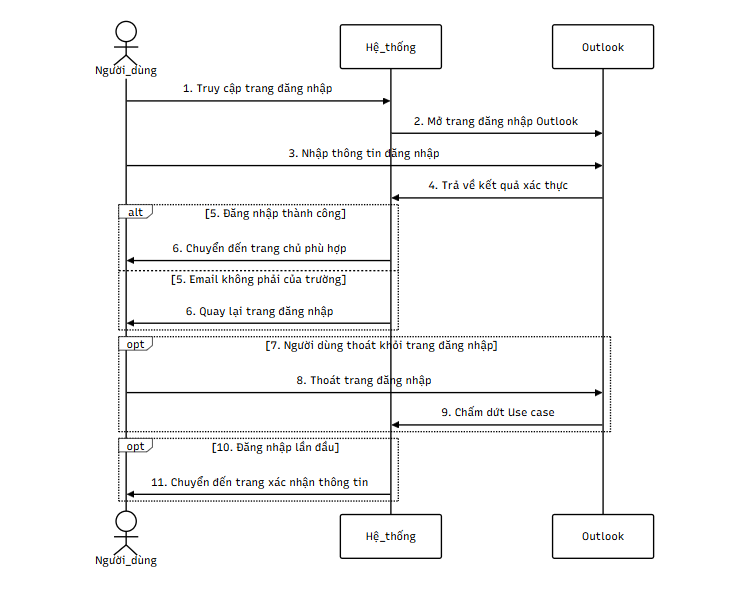 Hệ_thống
Outlook
Người_dùng
1. Truy cập trang đăng nhập
2. Mở trang đăng nhập Outlook
3. Nhập thông tin đăng nhập
4. Trả về kết quả xác thực
alt
[5. Đăng nhập thành công]
6. Chuyển đến trang chủ phù hợp
[5. Email không phải của trường]
6. Quay lại trang đăng nhập
opt
[7. Người dùng thoát khỏi trang đăng nhập]
8. Thoát trang đăng nhập
9. Chấm dứt Use case
opt
[10. Đăng nhập lần đầu]
11. Chuyển đến trang xác nhận thông tin
Hệ_thống
Outlook
Người_dùng